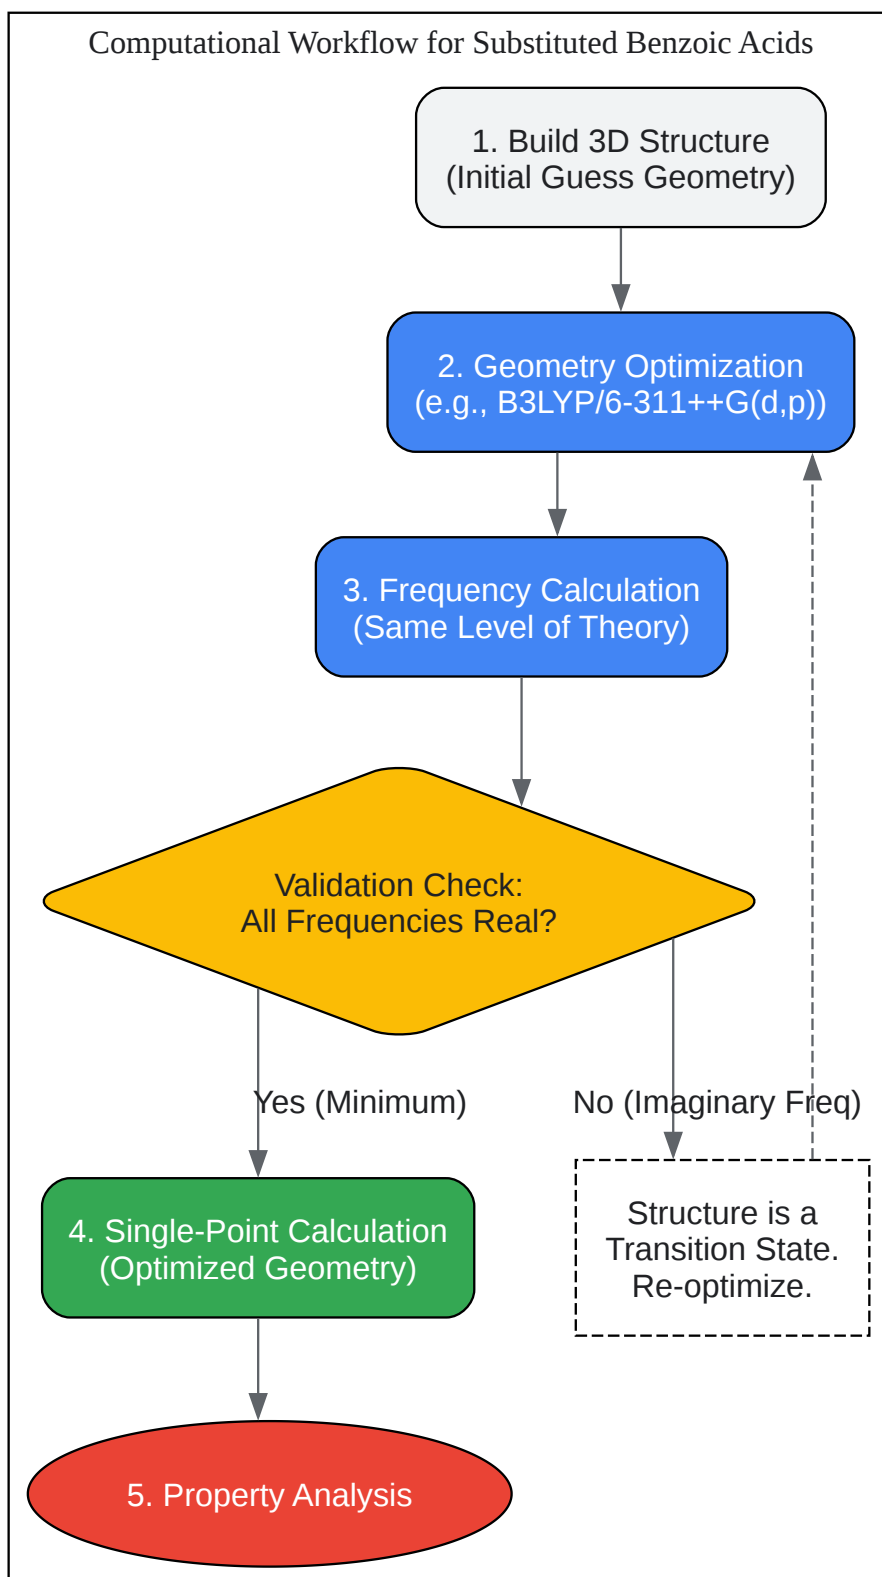 Computational Workflow for Substituted Benzoic Acids
1. Build 3D Structure
(Initial Guess Geometry)
2. Geometry Optimization
(e.g., B3LYP/6-311++G(d,p))
3. Frequency Calculation
(Same Level of Theory)
Validation Check:
All Frequencies Real?
Yes (Minimum)
No (Imaginary Freq)
4. Single-Point Calculation
(Optimized Geometry)
Structure is a
Transition State.
Re-optimize.
5. Property Analysis